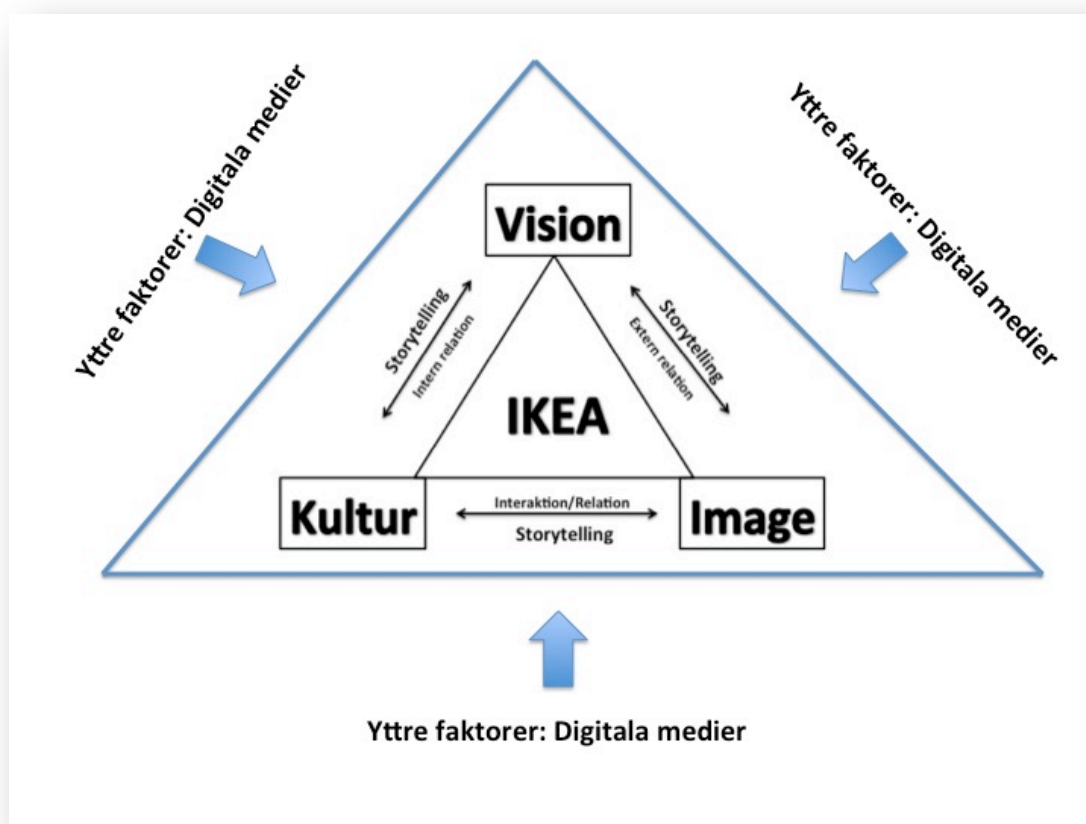 Yttre faktorer: Digitala medier
Yttre faktorer: Digitala medier
Vision
Storytelling
Intern relation
Storytelling
Extern relation
IKEA
Kultur
Interaktion/Relation
Storytelling
Image
Yttre faktorer: Digitala medier